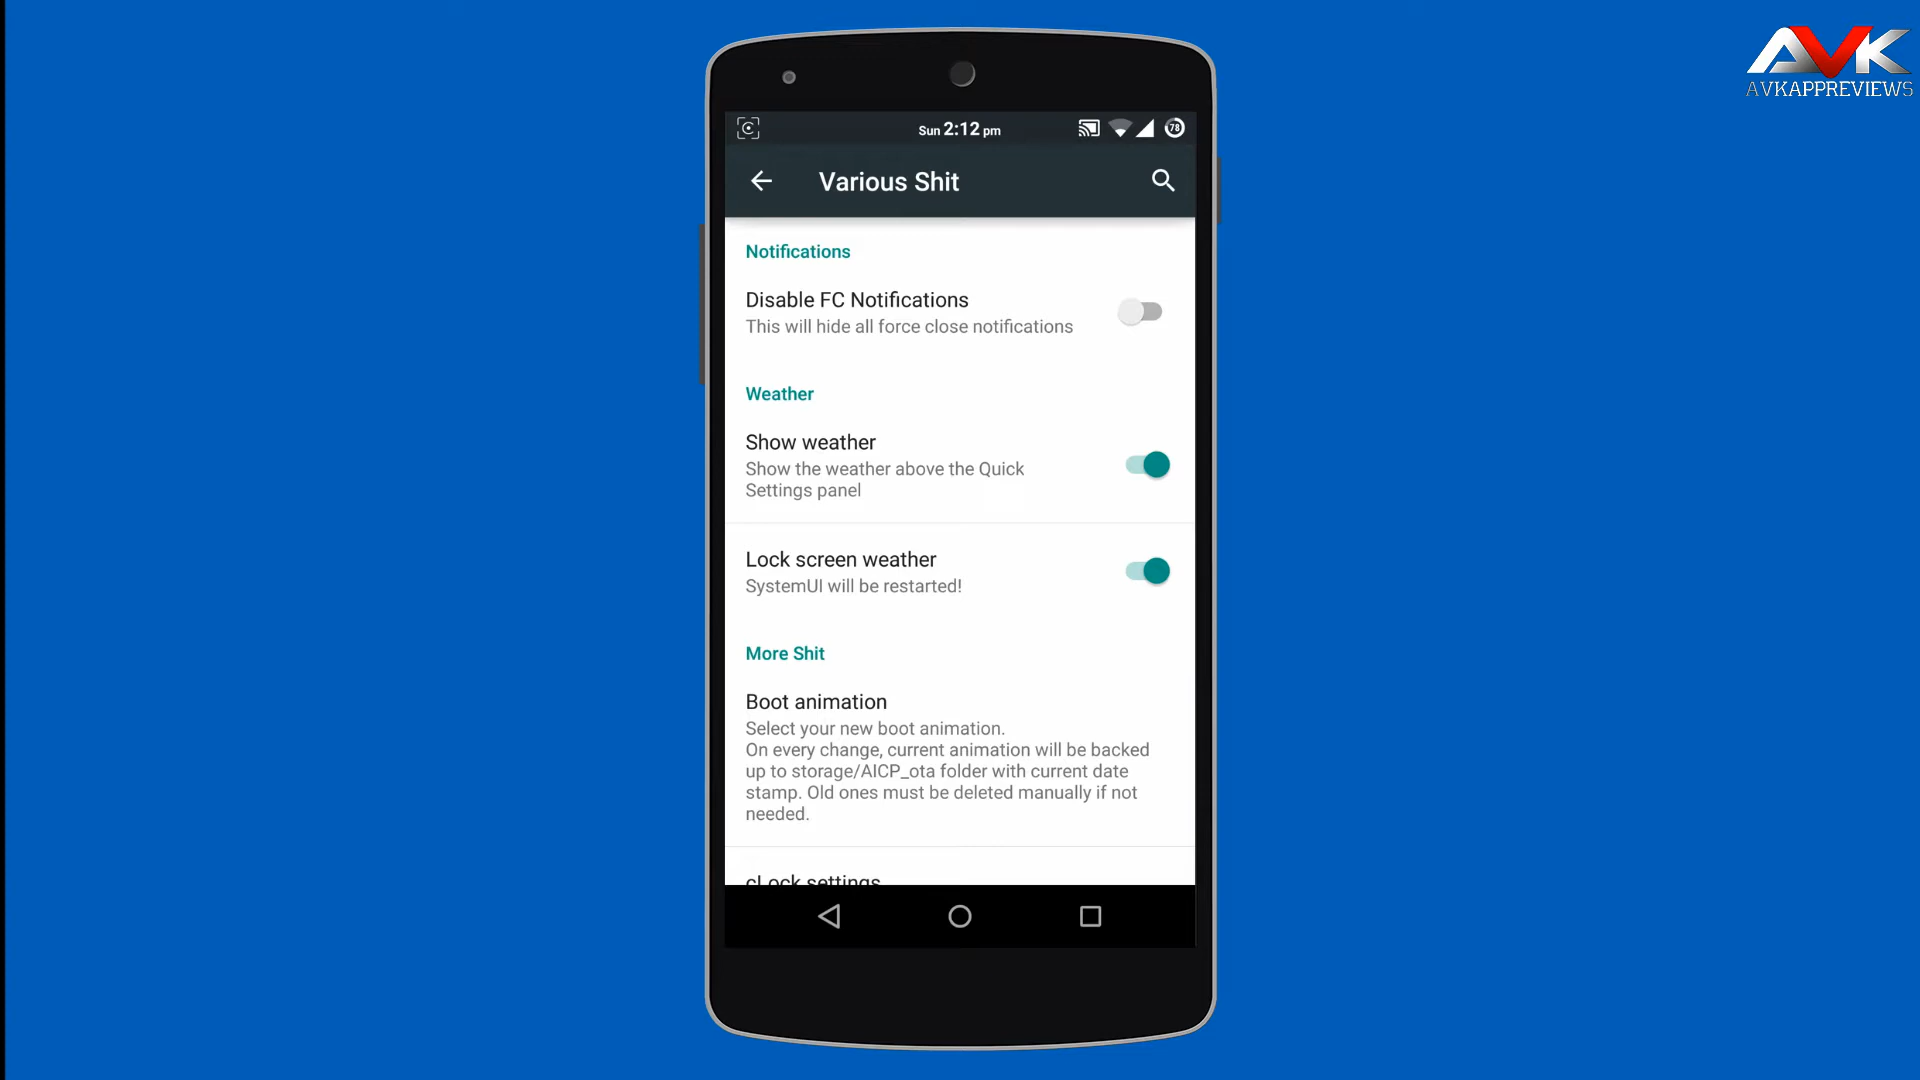 AVK
AVKAPPREVIEWS
Sun 2:12 pm
78
Various Shit
Notifications
Disable FC Notifications
This will hide all force close notifications
Weather
Show weather
Show the weather above the Quick
Settings panel
Lock screen weather
SystemUI will be restarted!
More Shit
Boot animation
Select your new boot animation.
On every change, current animation will be backed
up to storage/AICP_ota folder with current date
stamp. Old ones must be deleted manually if not
needed.
cLock settings